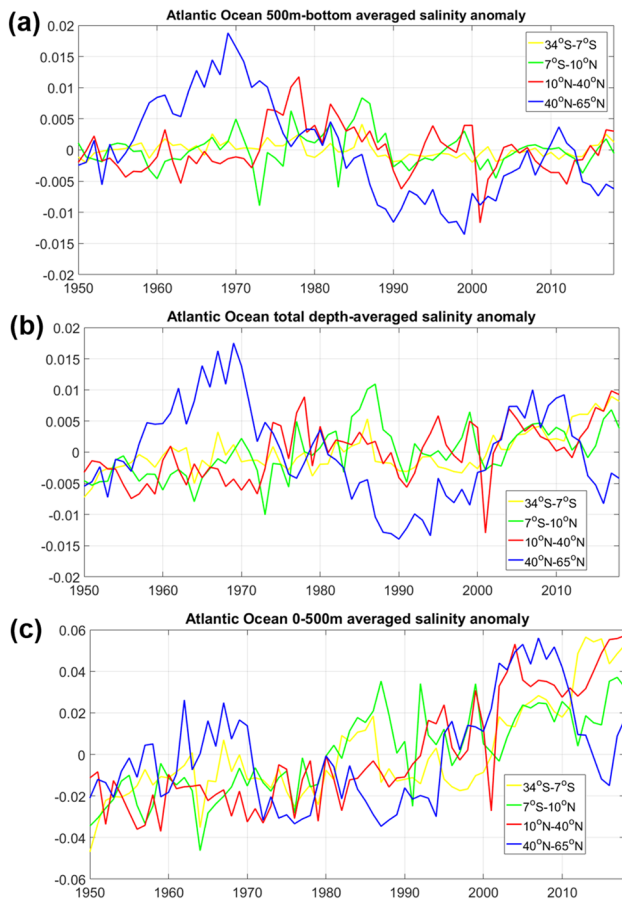 (a)
Atlantic Ocean 500m-bottom averaged salinity anomaly
0.02
0.015
0.01
0.005
0
-0.005
-0.01
-0.015
-0.02
34°S-7°S
7°S-10°N
10°N-40°N
40°N-65°N
1950 1960 1970 1980 1990 2000 2010
(b)
Atlantic Ocean total depth-averaged salinity anomaly
0.02
0.015
0.01
0.005
0
-0.005
-0.01
-0.015
-0.02
34°S-7°S
7°S-10°N
10°N-40°N
40°N-65°N
1950 1960 1970 1980 1990 2000 2010
(c)
Atlantic Ocean 0-500m averaged salinity anomaly
0.06
0.04
0.02
0
-0.02
-0.04
-0.06
34°S-7°S
7°S-10°N
10°N-40°N
40°N-65°N
1950 1960 1970 1980 1990 2000 2010